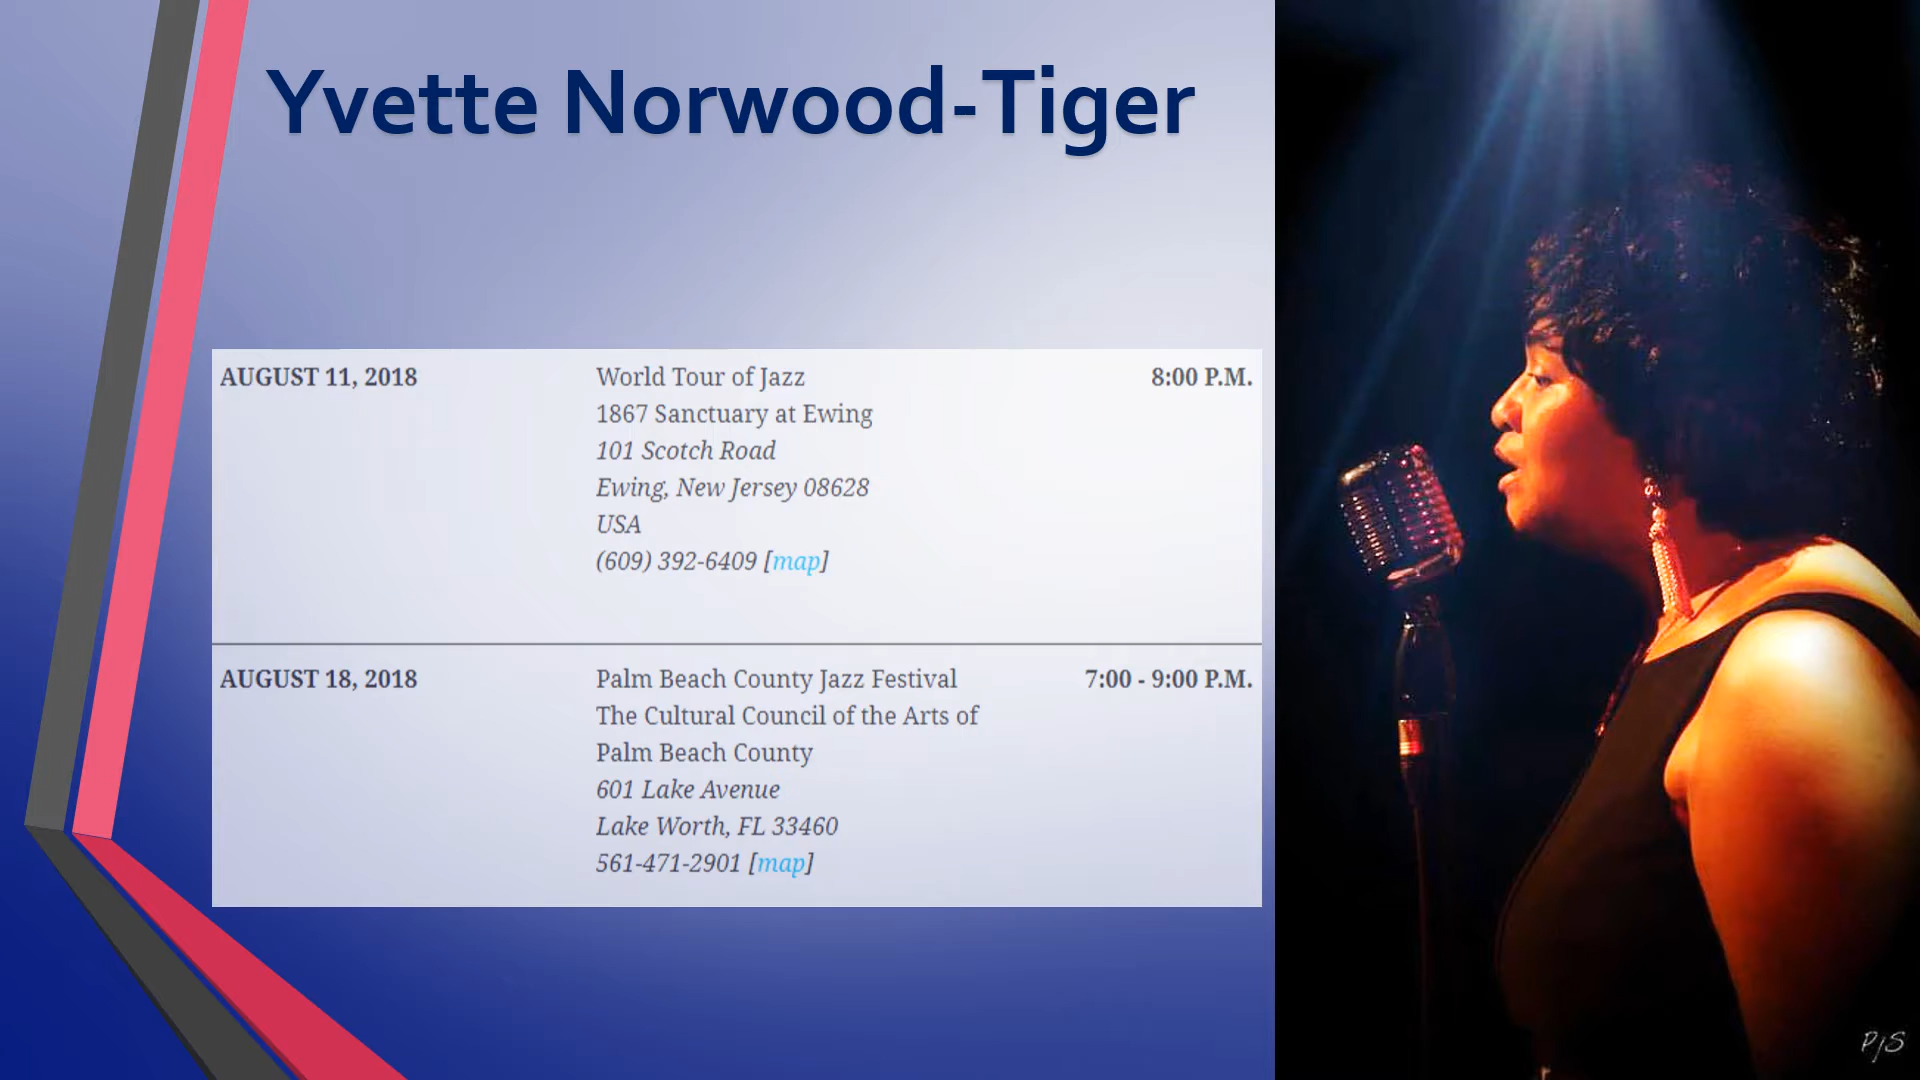 Yvette Norwood-Tiger
AUGUST 11, 2018
World Tour of Jazz
8:00 P.M.
1867 Sanctuary at Ewing
101 Scotch Road
Ewing, New Jersey 08628
USA
(609) 392-6409 [map]
AUGUST 18, 2018
Palm Beach County Jazz Festival
7:00 - 9:00 P.M.
The Cultural Council of the Arts of
Palm Beach County
601 Lake Avenue
Lake Worth, FL 33460
561-471-2901 [map]
PJS